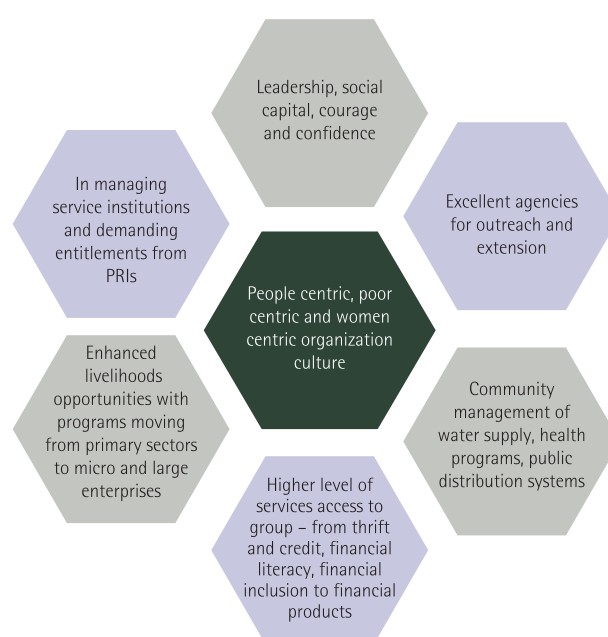 Leadership, social
capital, courage
and confidence
In managing
service institutions
and demanding
entitlements from
PRIs
Excellent agencies
for outreach and
extension
People centric, poor
centric and women
centric organization
culture
Enhanced
livelihoods
opportunities with
programs moving
from primary sectors
to micro and large
enterprises
Community
management of
water supply, health
programs, public
distribution systems
Higher level of
services access to
group – from thrift
and credit, financial
literacy, financial
inclusion to financial
products